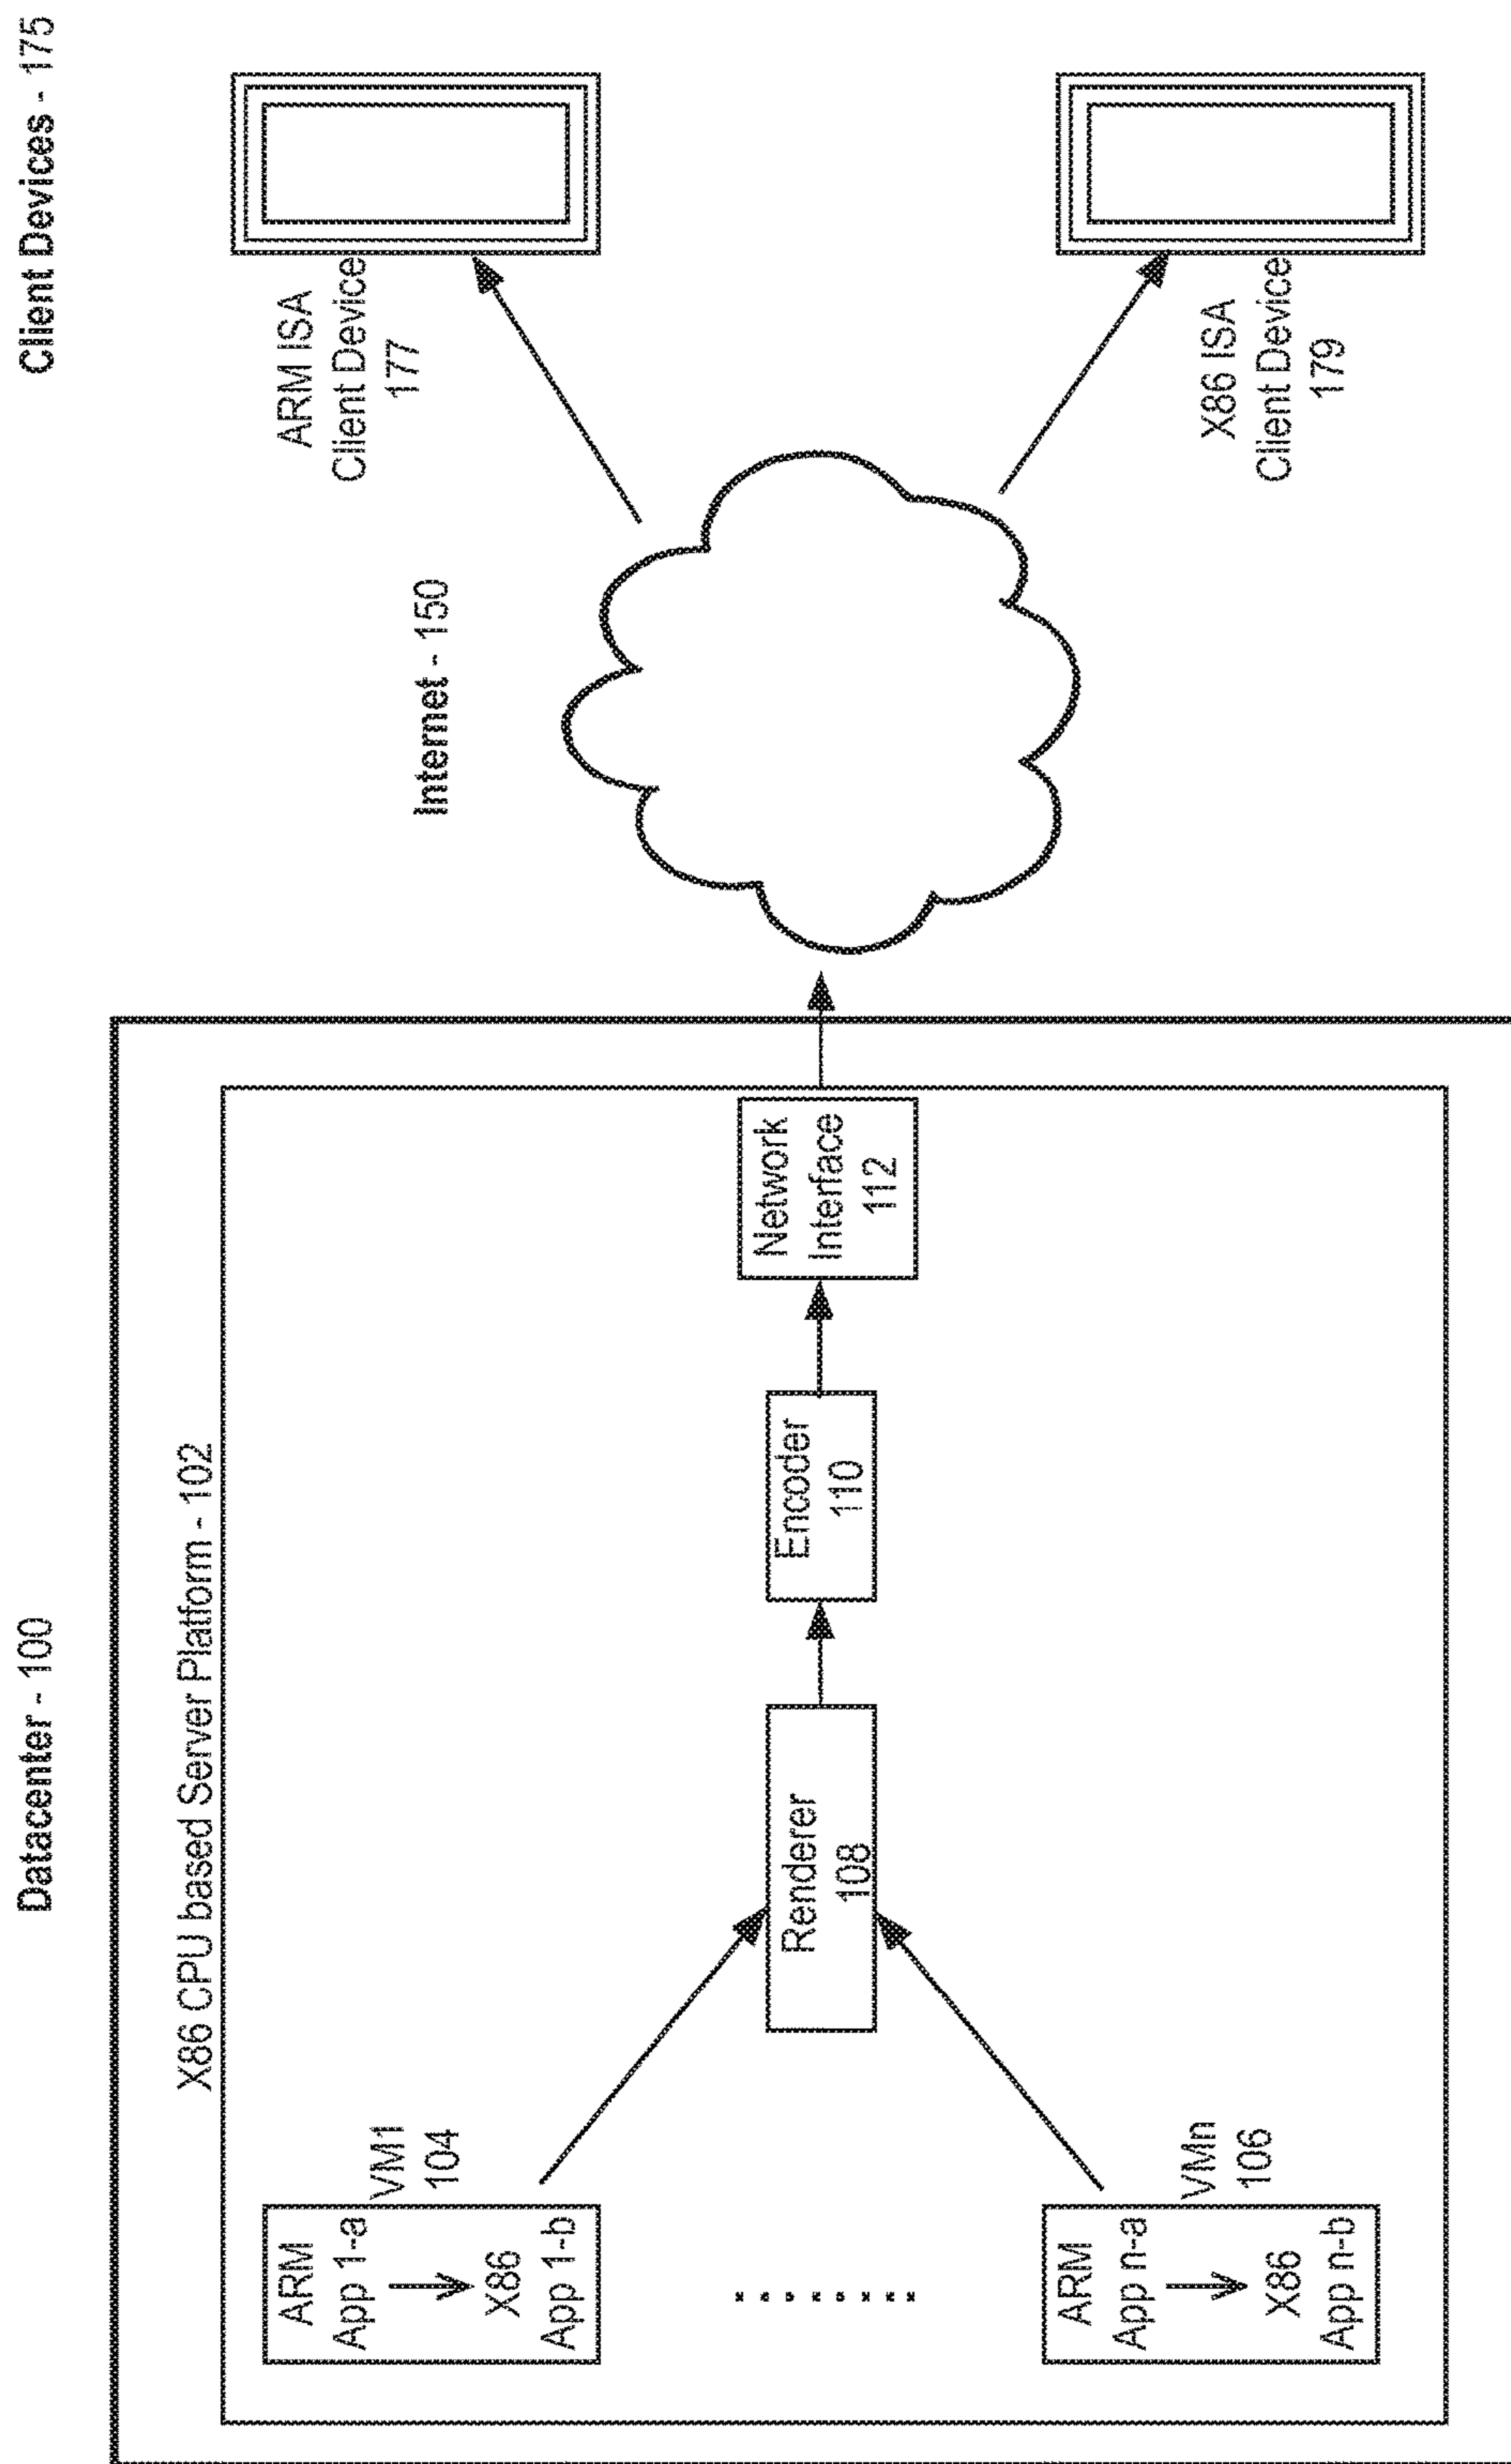 Datacenter - 100
Client Devices - 175
X86 CPU based Server Platform - 102
Internet - 150
ARM
App 1-a
X86
App 1-b
VM1
104
ARM
App n-a
X86
App n-b
VMn
106
Renderer
108
Encoder
110
Network
Interface
112
ARM ISA
Client Device
177
X86 ISA
Client Device
179